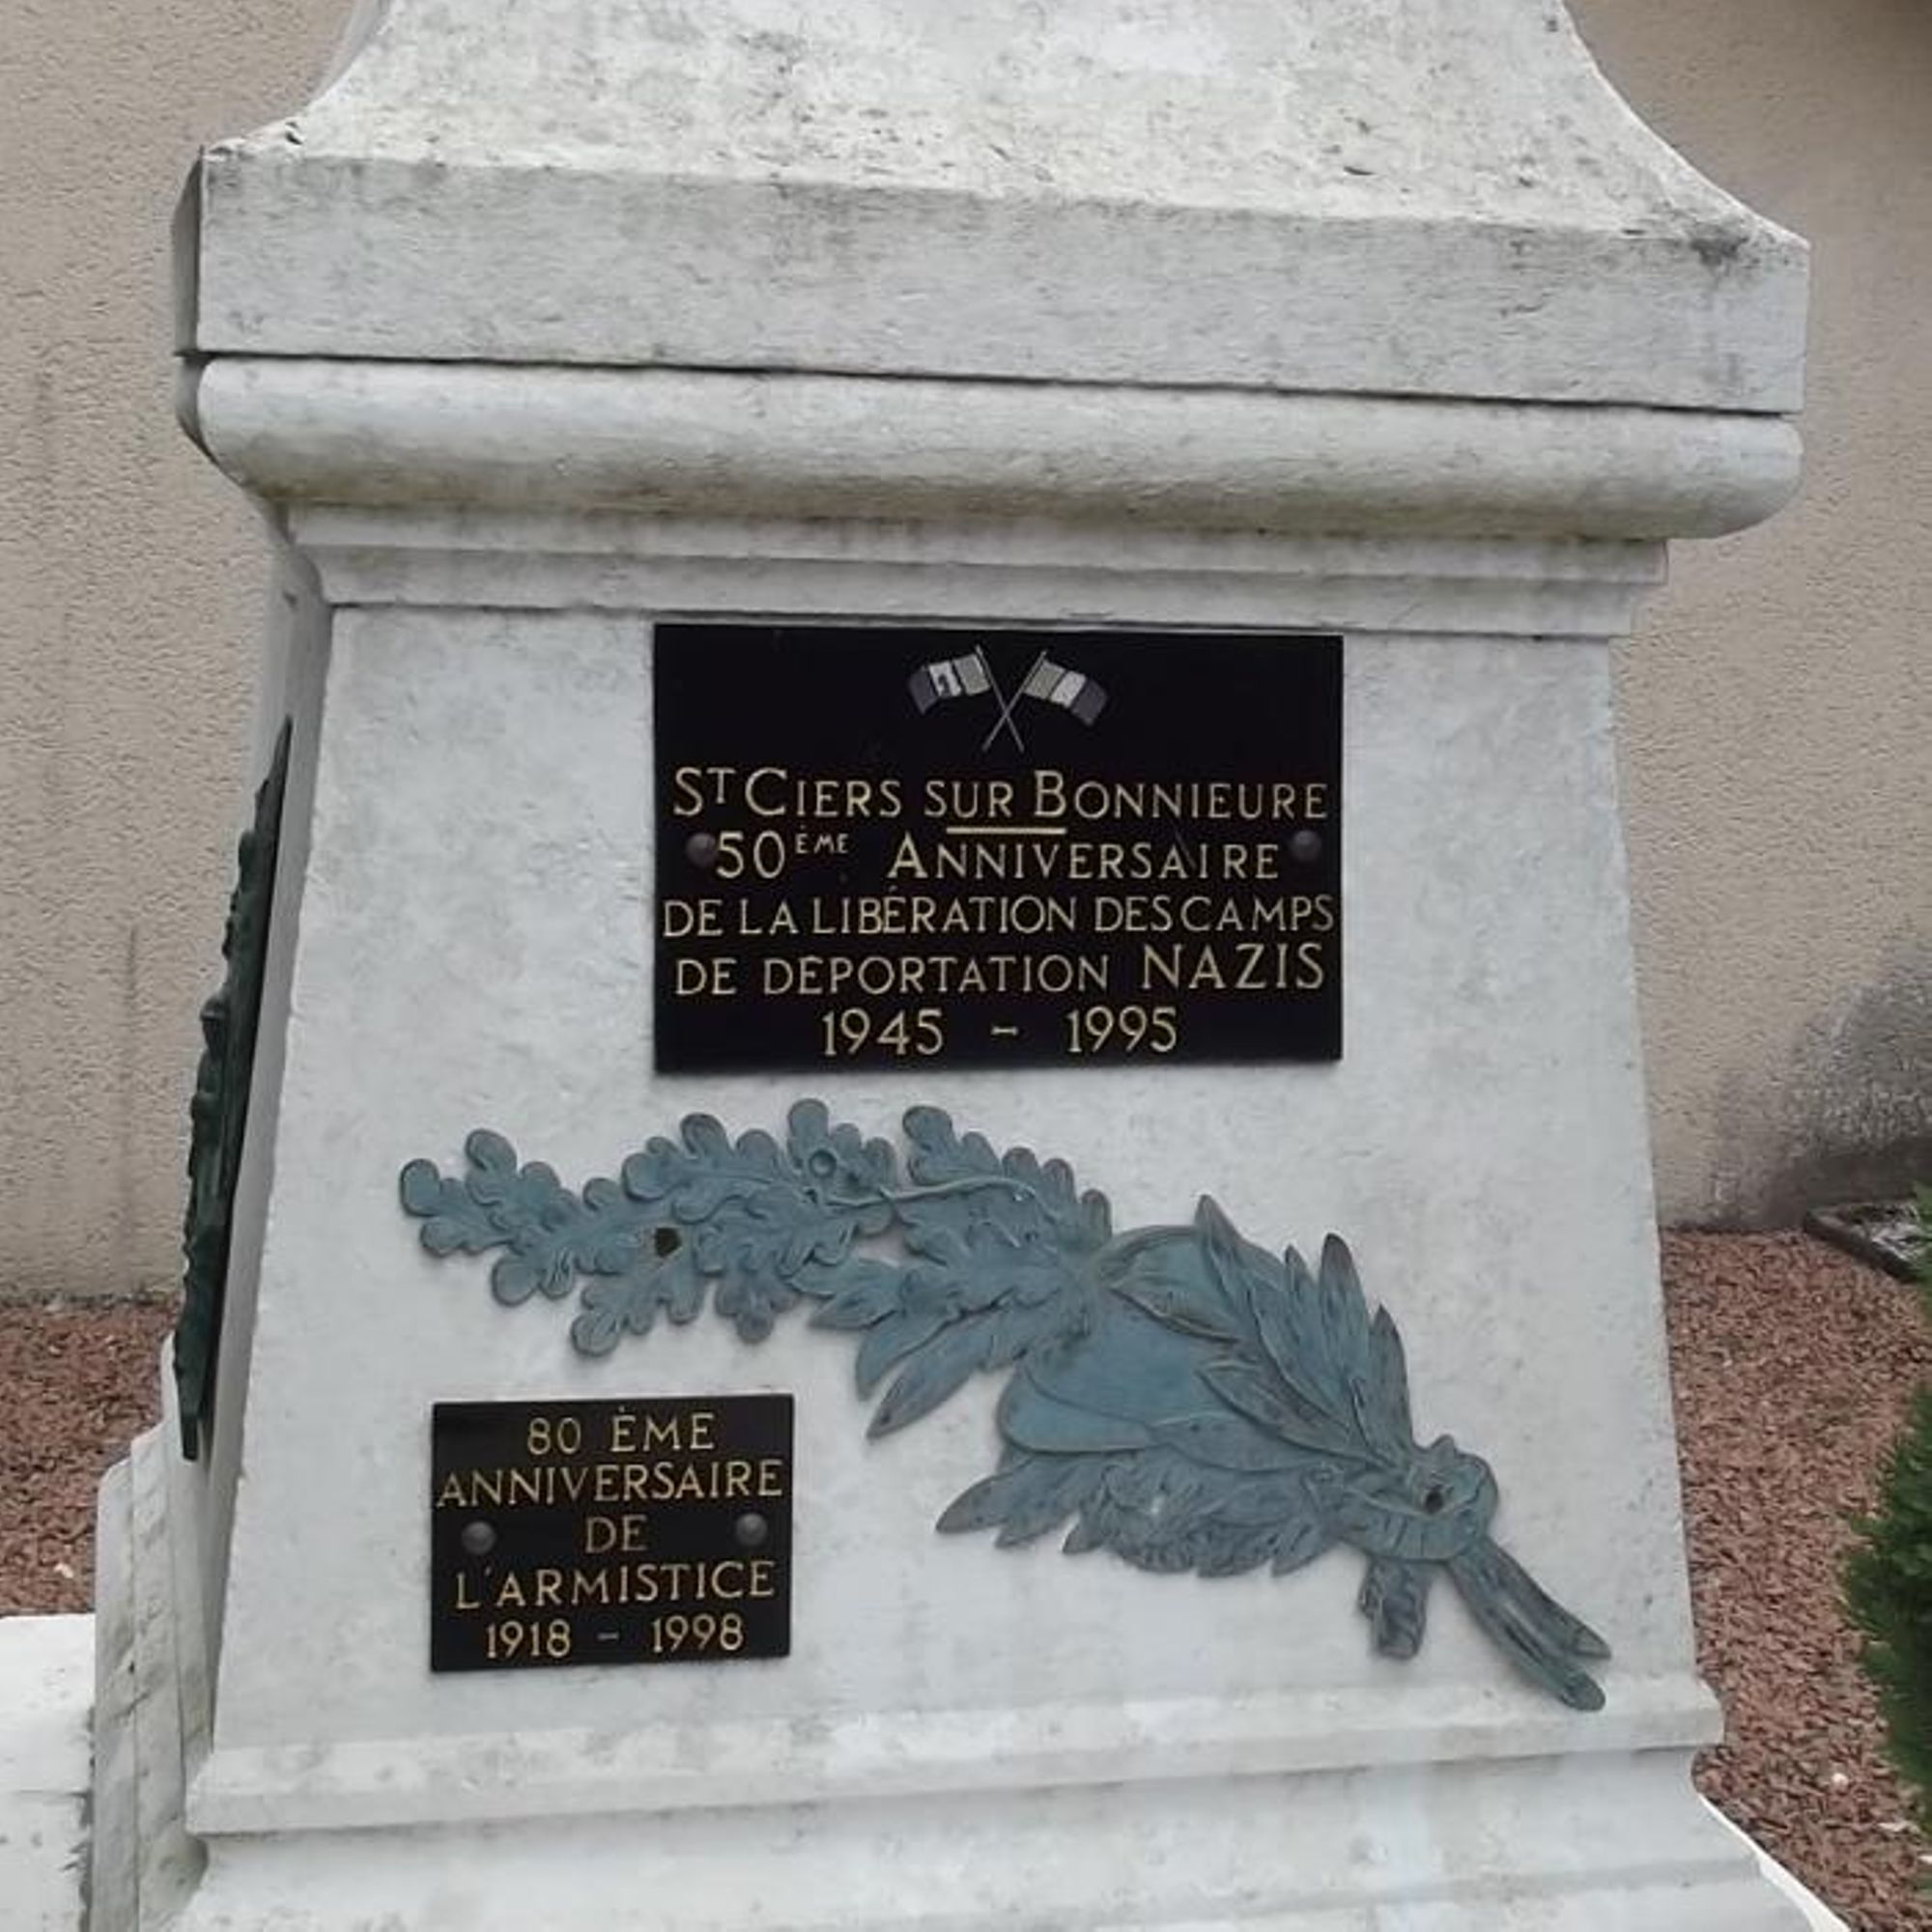 ST CIERS SUR BONNIEURE
50ÈME ANNIVERSAIRE
DE LA LIBÉRATION DES CAMPS
DE DÉPORTATION NAZIS
1945 - 1995
80 ÈME
ANNIVERSAIRE
DE
L'ARMISTICE
1918 - 1998